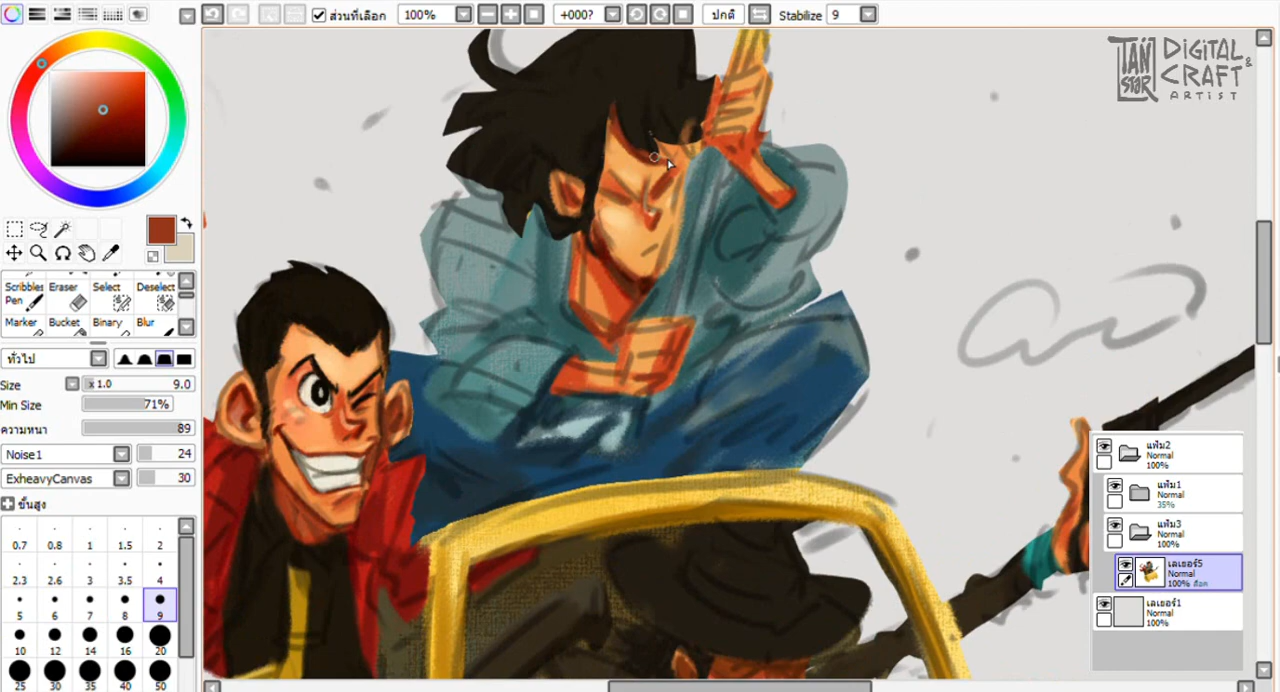 ส่วนที่เลือก
100%
+000?
ปกติ
Stabilize
9
TAN
STAR
DIGITAL &
CRAFT
ARTIST
Scribbles
Pen
Eraser
Select
Deselect
Marker
Bucket
Binary
Blur
ทั่วไป
Size
x 1.0
9.0
Min Size
71%
ความหนา
89
Noise1
24
ExheavyCanvas
30
ขั้นสูง
0.7 0.8 1 1.5 2
2.3 2.6 3 3.5 4
5 6 7 8 9
10 12 14 16 20
25 30 35 40 50
แฟ้ม2
Normal
100%
แฟ้ม1
Normal
35%
แฟ้ม3
Normal
100%
เลเยอร์5
Normal
100% ล็อก
เลเยอร์1
Normal
100%